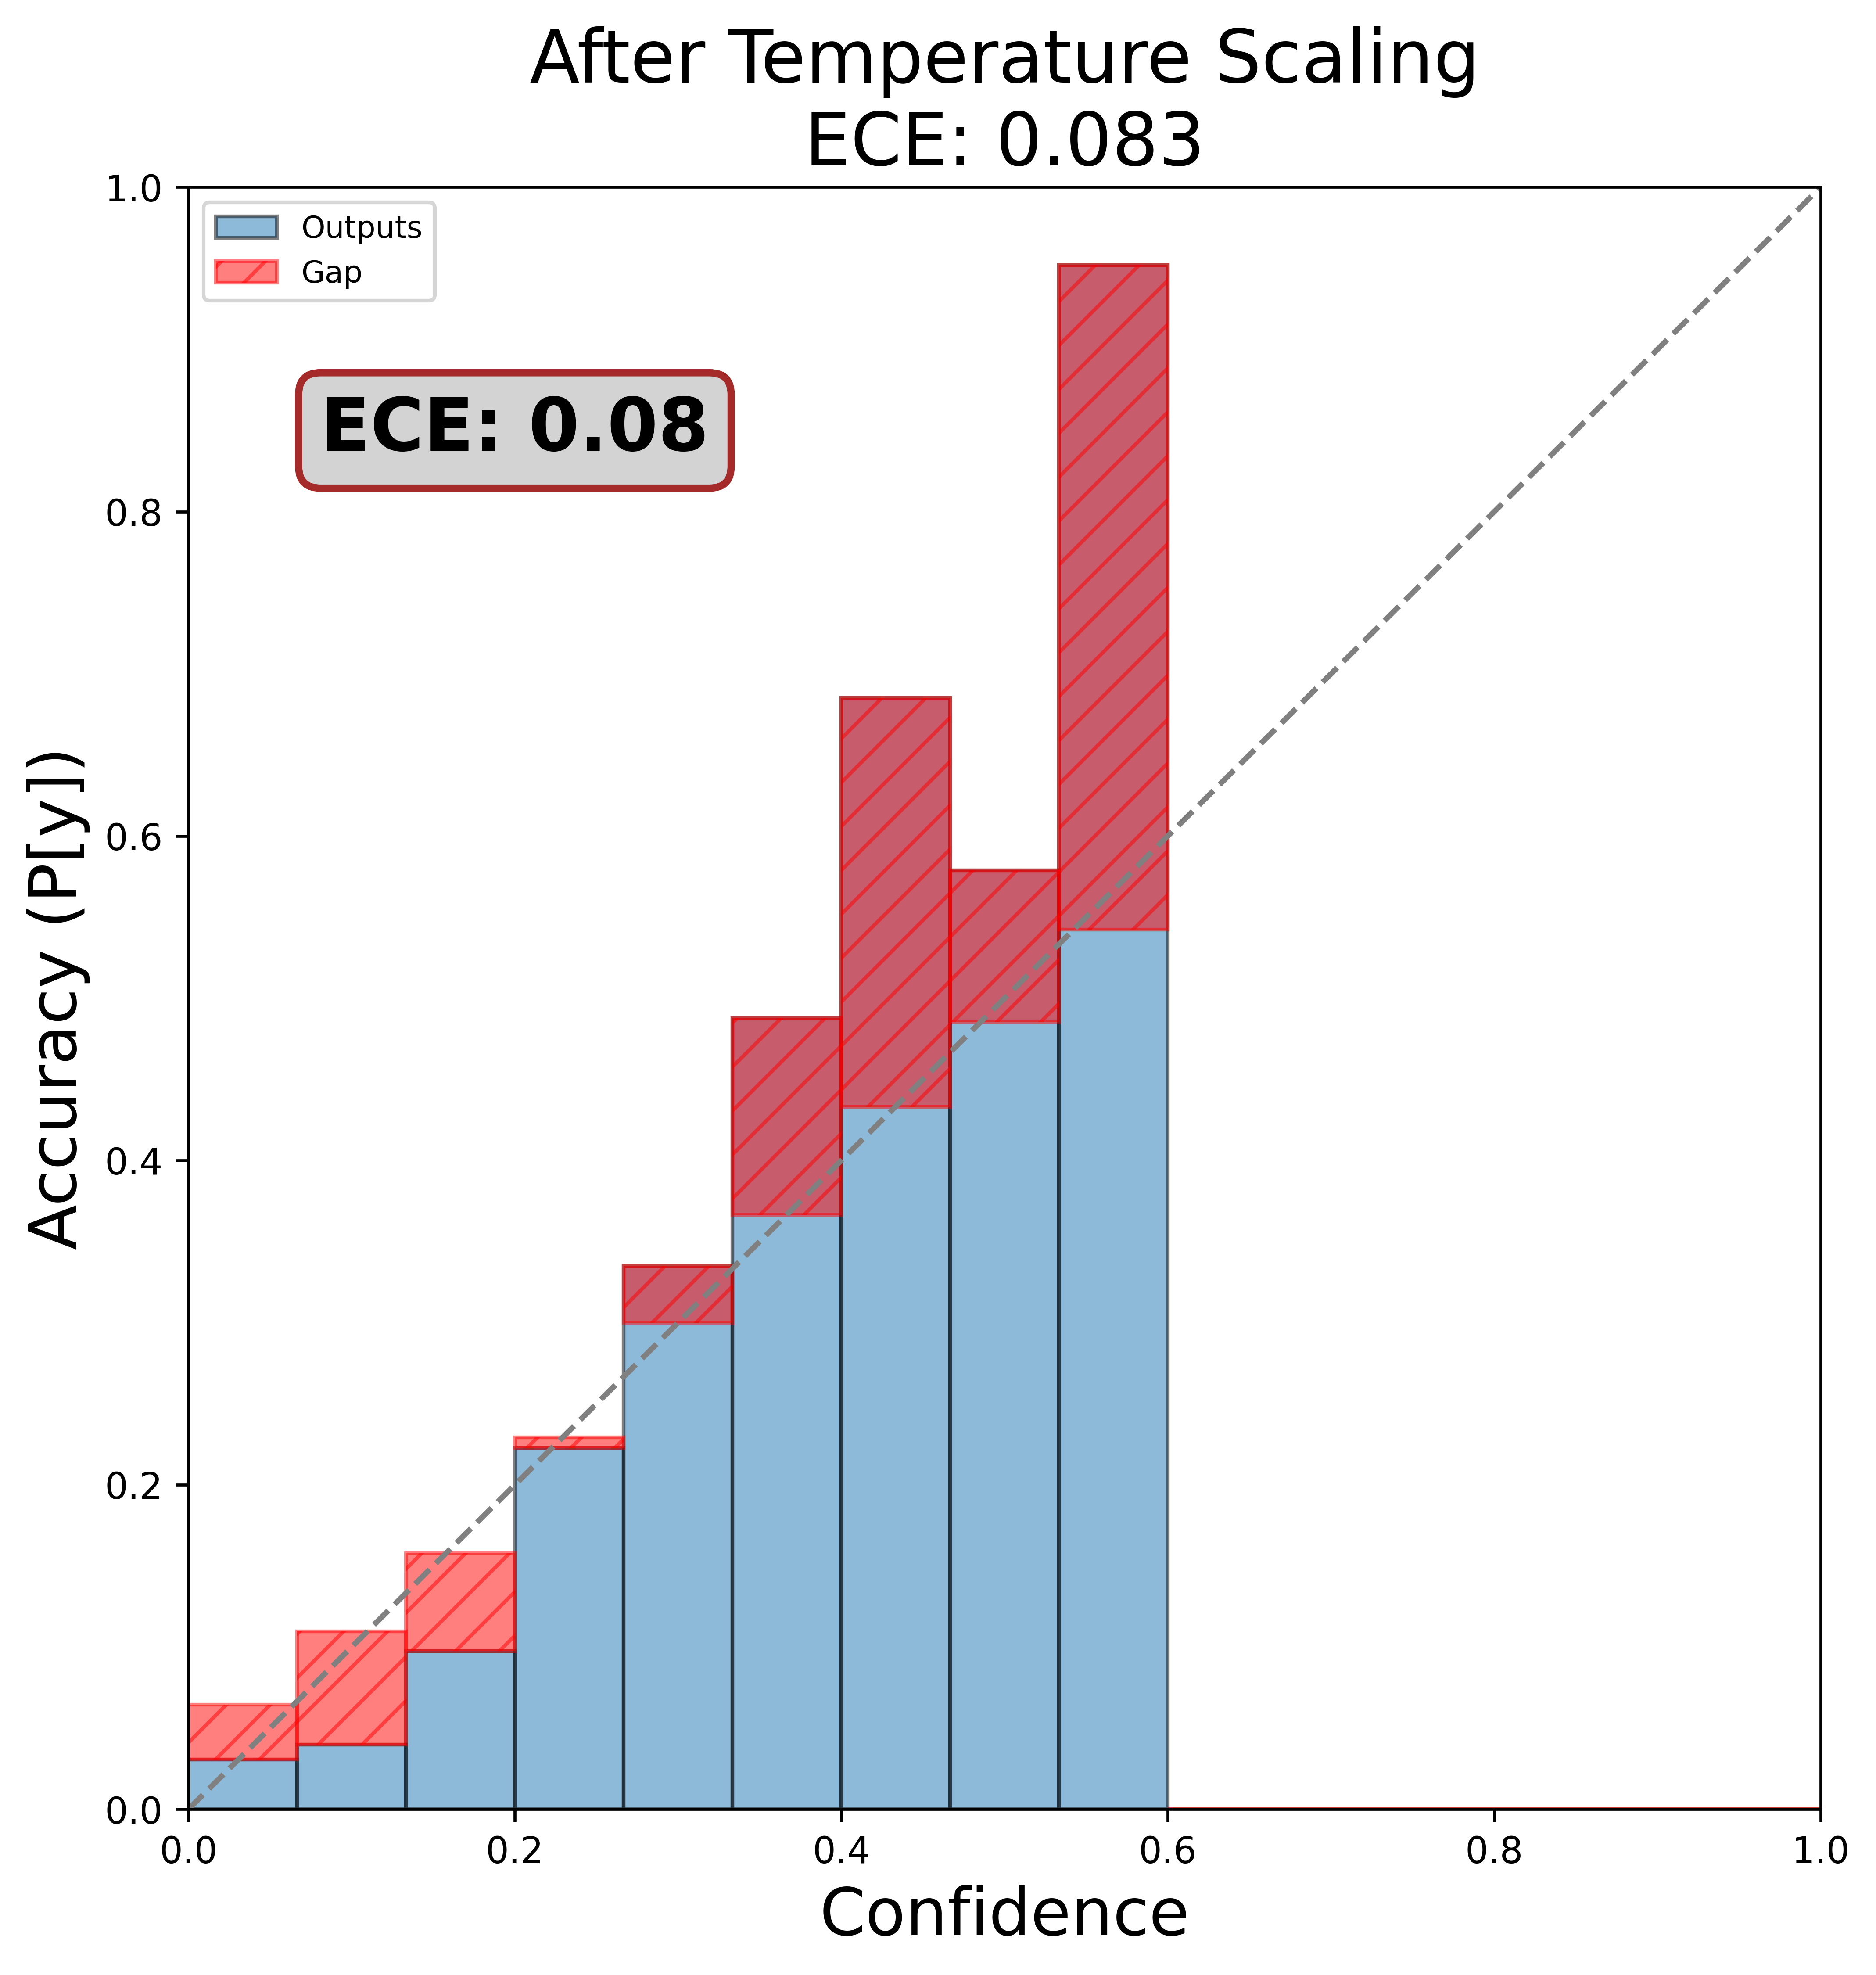 After Temperature Scaling
ECE: 0.083
Outputs
Gap
ECE: 0.08
Accuracy (P[y])
1.0
0.8
0.6
0.4
0.2
0.0
0.0 0.2 0.4 0.6 0.8 1.0
Confidence